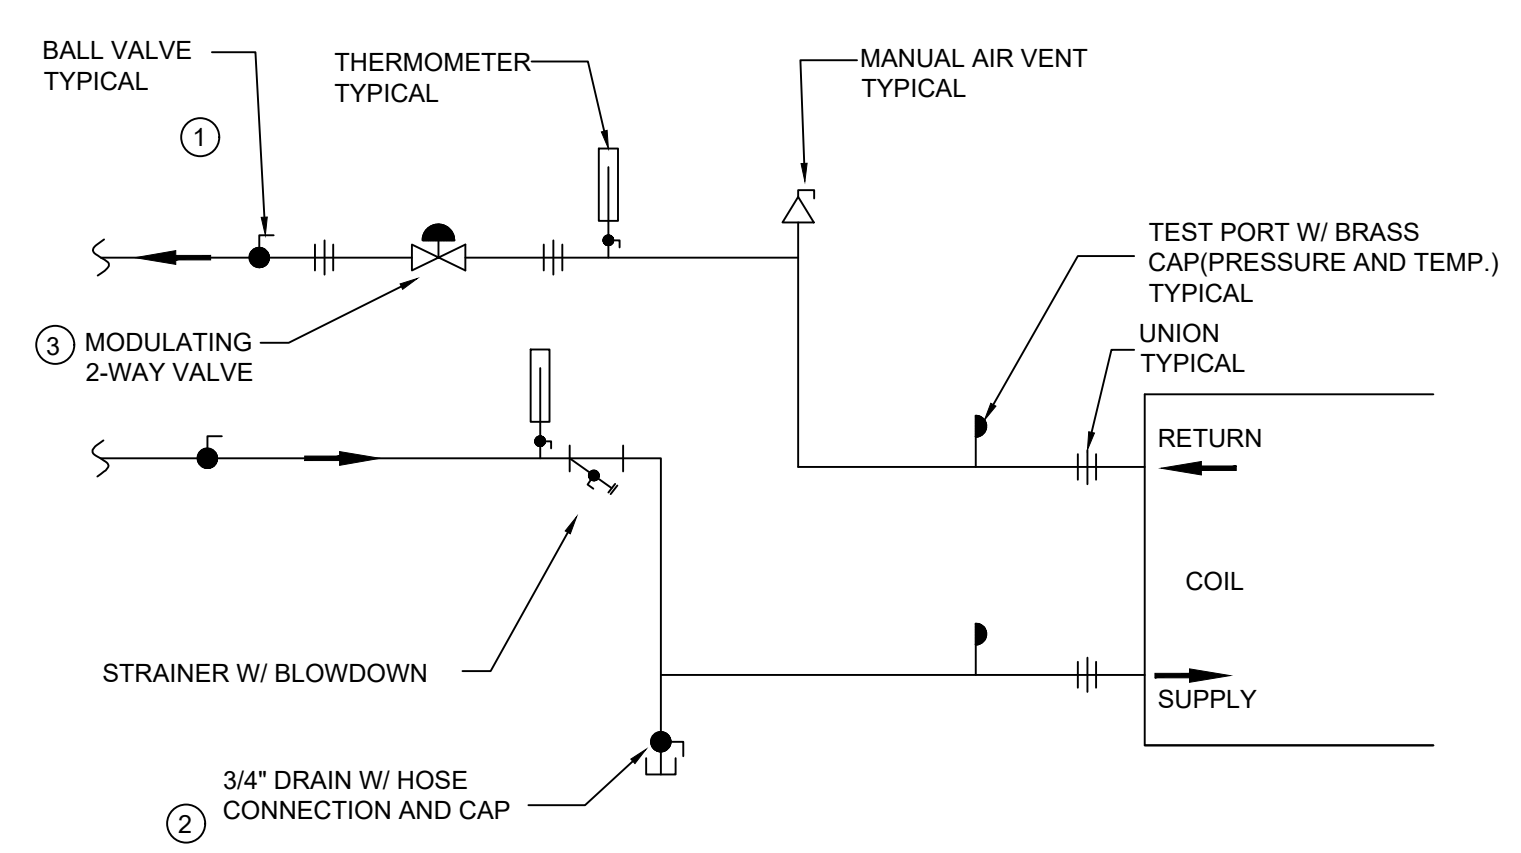 BALL VALVE
TYPICAL
THERMOMETER
TYPICAL
MANUAL AIR VENT
TYPICAL
1
TEST PORT W/ BRASS
CAP(PRESSURE AND TEMP.)
TYPICAL
3 MODULATING
2-WAY VALVE
UNION
TYPICAL
RETURN
COIL
SUPPLY
STRAINER W/ BLOWDOWN
3/4" DRAIN W/ HOSE
CONNECTION AND CAP
2